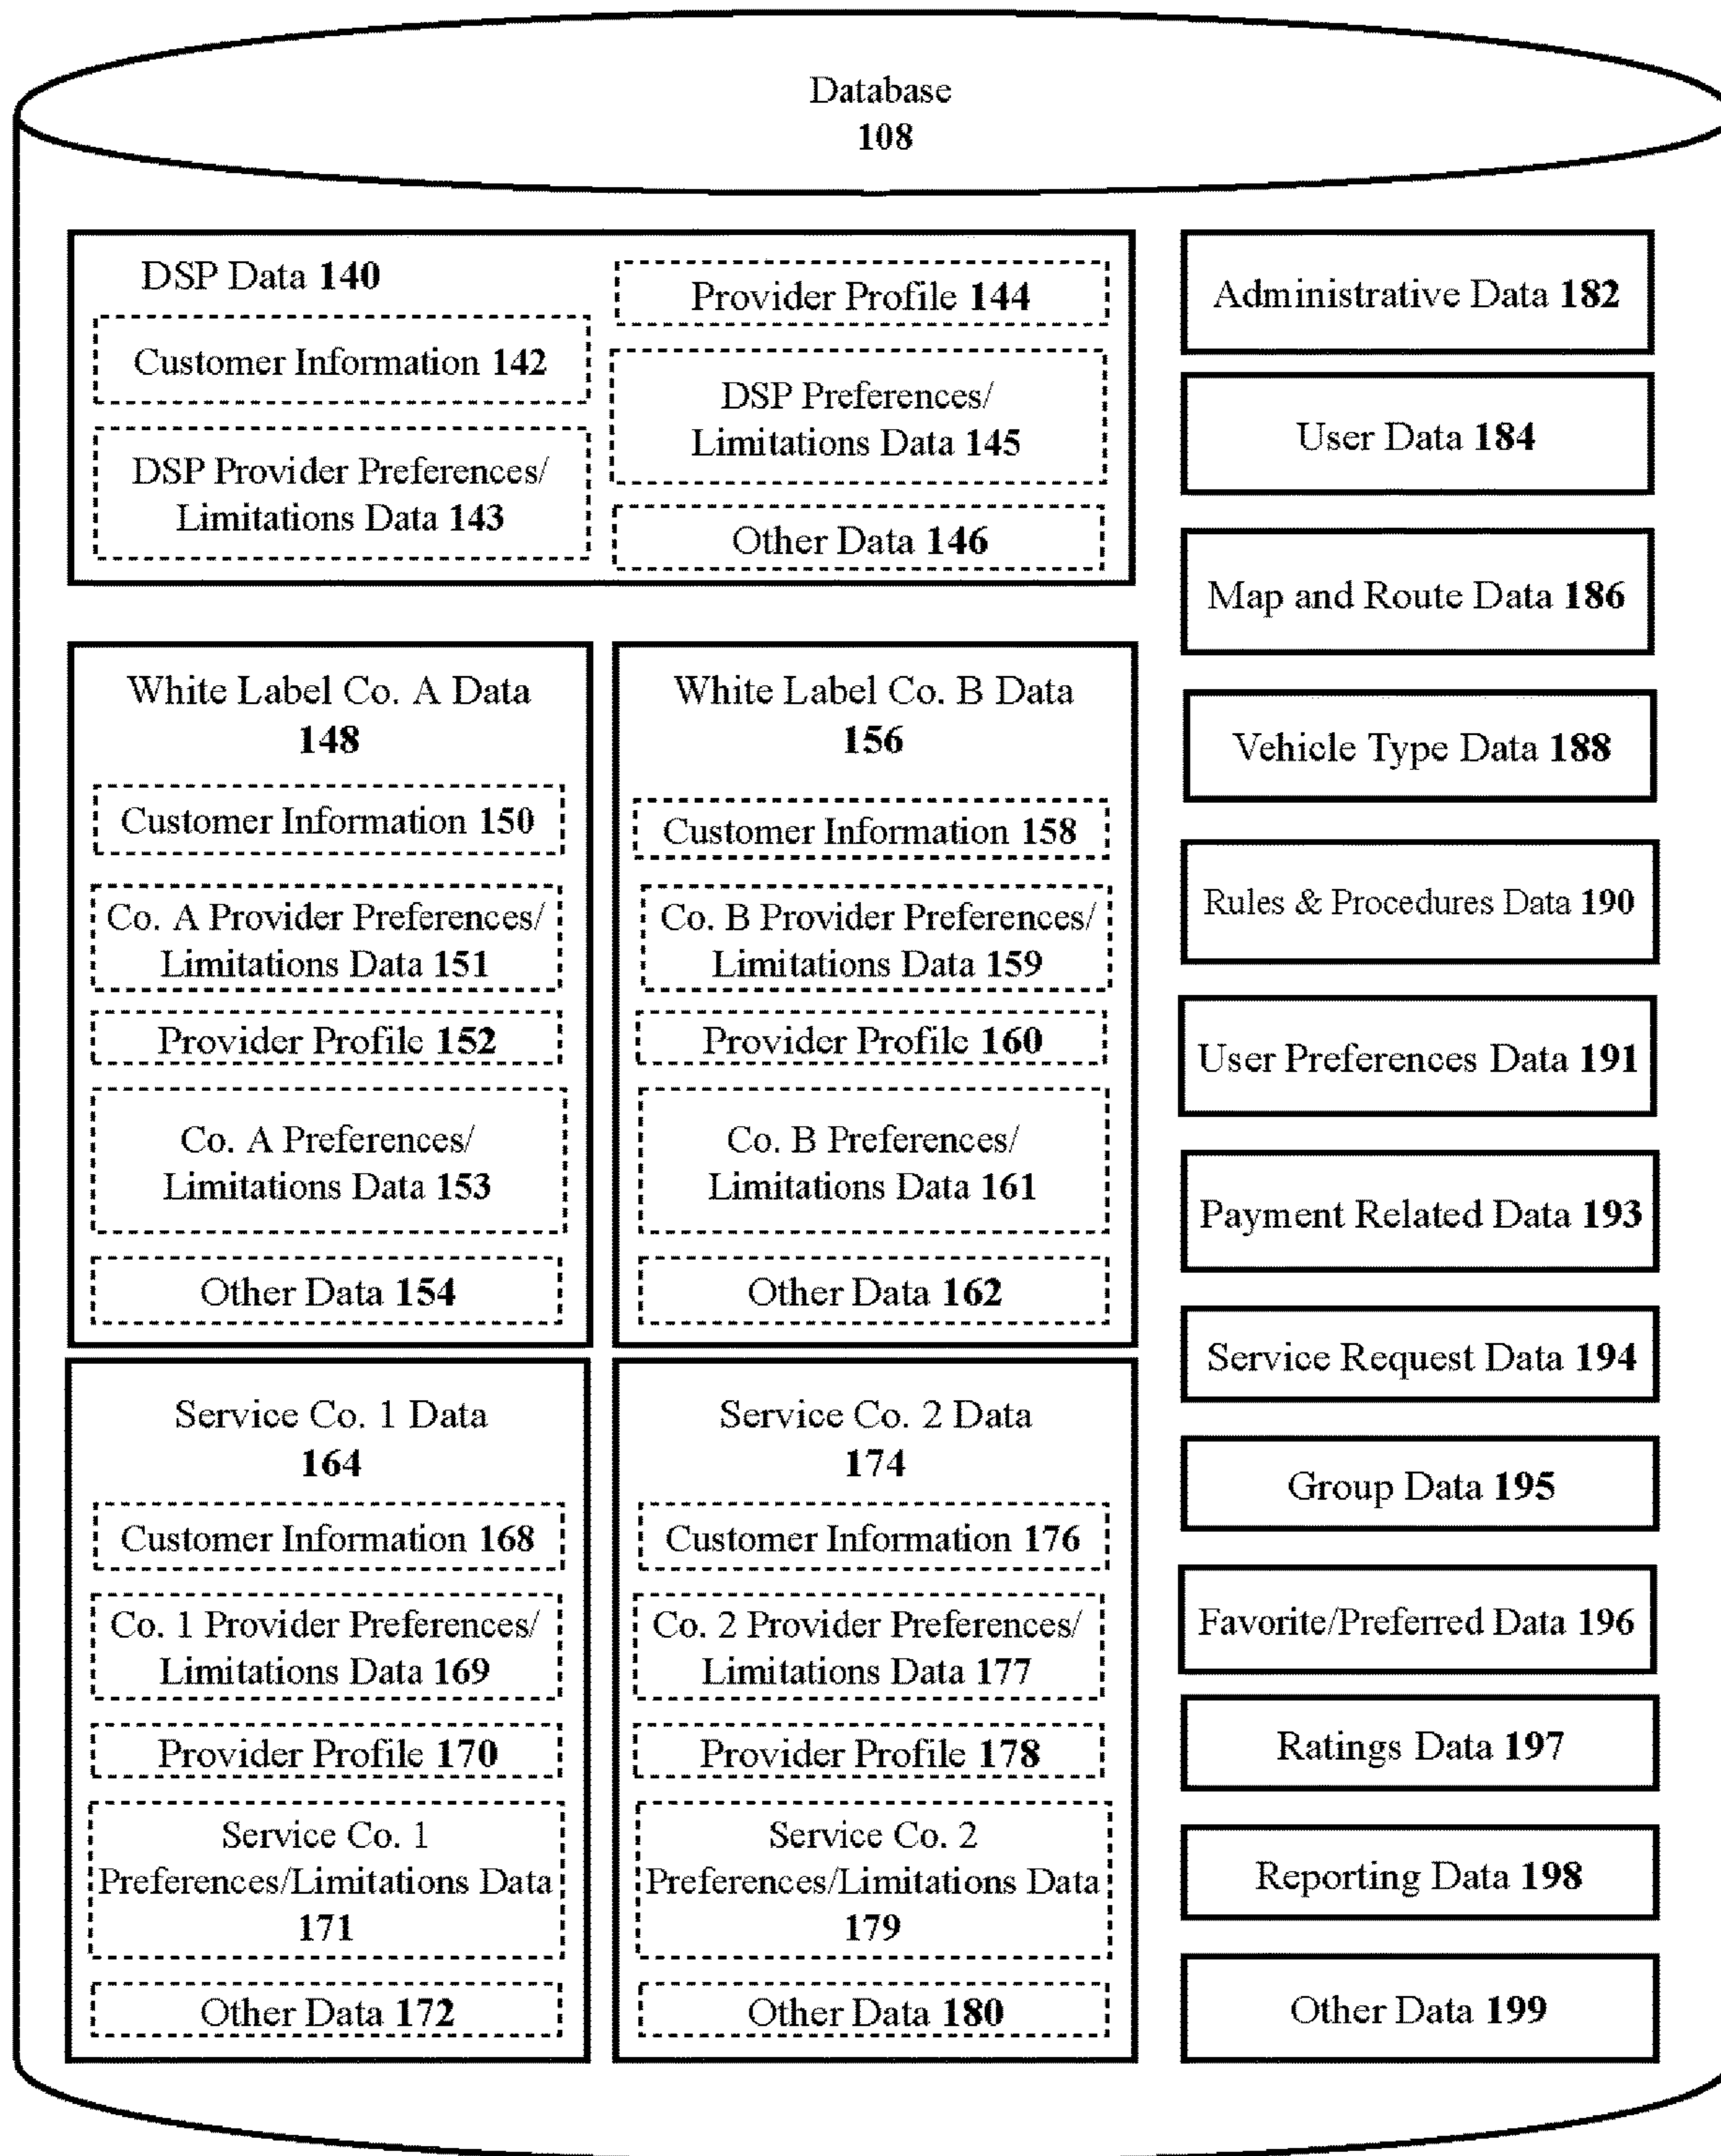 Database
108
DSP Data 140
Customer Information 142
DSP Provider Preferences/
Limitations Data 143
Provider Profile 144
DSP Preferences/
Limitations Data 145
Other Data 146
White Label Co. A Data
148
Customer Information 150
Co. A Provider Preferences/
Limitations Data 151
Provider Profile 152
Co. A Preferences/
Limitations Data 153
Other Data 154
White Label Co. B Data
156
Customer Information 158
Co. B Provider Preferences/
Limitations Data 159
Provider Profile 160
Co. B Preferences/
Limitations Data 161
Other Data 162
Service Co. 1 Data
164
Customer Information 168
Co. 1 Provider Preferences/
Limitations Data 169
Provider Profile 170
Service Co. 1
Preferences/Limitations Data
171
Other Data 172
Service Co. 2 Data
174
Customer Information 176
Co. 2 Provider Preferences/
Limitations Data 177
Provider Profile 178
Service Co. 2
Preferences/Limitations Data
179
Other Data 180
Administrative Data 182
User Data 184
Map and Route Data 186
Vehicle Type Data 188
Rules & Procedures Data 190
User Preferences Data 191
Payment Related Data 193
Service Request Data 194
Group Data 195
Favorite/Preferred Data 196
Ratings Data 197
Reporting Data 198
Other Data 199